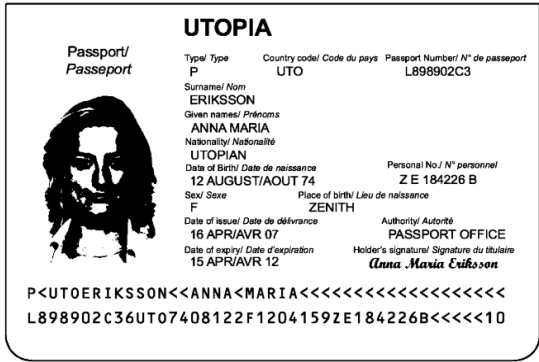 UTOPIA
Passport/
Passeport
Type/ Type Country code/ Code du pays Passport Number/ N° de passeport
P UTO L898902C3
Surname/ Nom
ERIKSSON
Given names/ Prénoms
ANNA MARIA
Nationality/ Nationalité
UTOPIAN
Date of Birth/ Date de naissance Personal No./ N° personnel
12 AUGUST/AOUT 74 Z E 184226 B
Sex/ Sexe Place of birth/ Lieu de naissance
F ZENITH
Date of issue/ Date de délivrance Authority/ Autorité
16 APR/AVR 07 PASSPORT OFFICE
Date of expiry/ Date d'expiration Holder's signature/ Signature du titulaire
15 APR/AVR 12 Anna Maria Eriksson
P<UTOERIKSSON<<ANNA<MARIA<<<<<<<<<<<<<<<<<<<
L898902C36UTO7408122F1204159ZE184226B<<<<<10